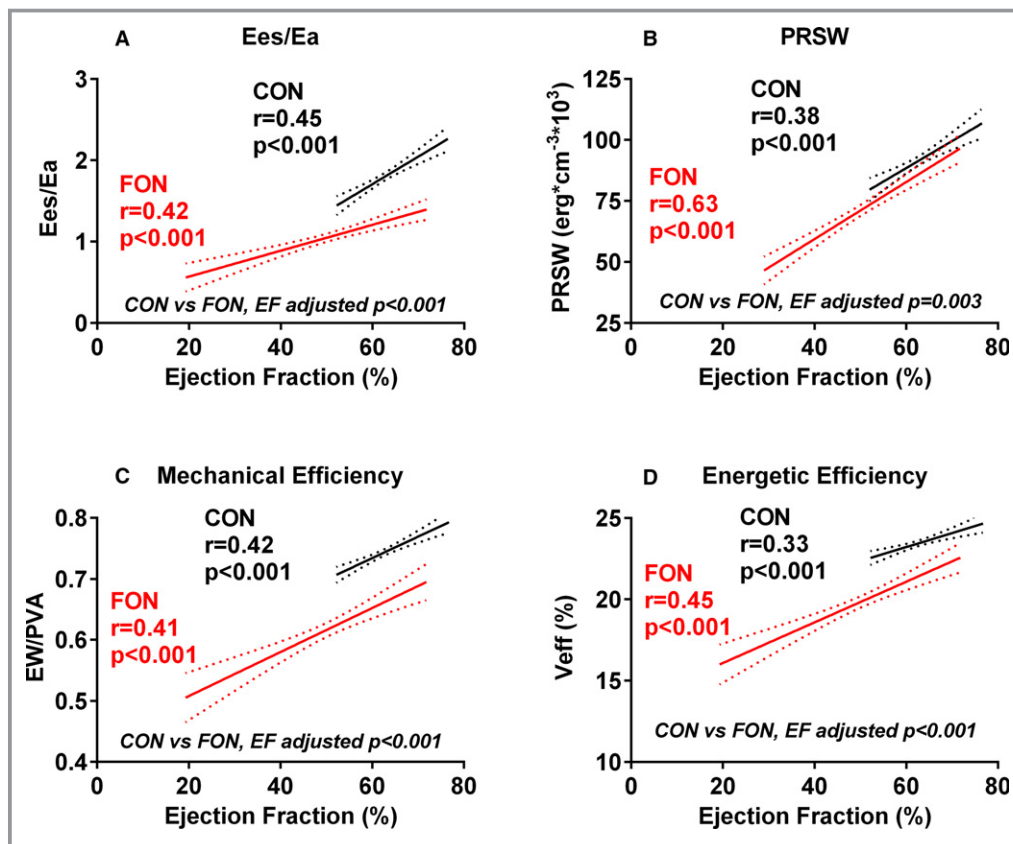 A Ees/Ea
3
2
1
0
Ees/Ea
CON
r=0.45
p<0.001
FON
r=0.42
p<0.001
CON vs FON, EF adjusted p<0.001
0 20 40 60 80
Ejection Fraction (%)
B PRSW
125
100
75
50
25
PRSW (erg*cm⁻³*10³)
CON
r=0.38
p<0.001
FON
r=0.63
p<0.001
CON vs FON, EF adjusted p=0.003
0 20 40 60 80
Ejection Fraction (%)
C Mechanical Efficiency
0.8
0.7
0.6
0.5
0.4
EW/PVA
CON
r=0.42
p<0.001
FON
r=0.41
p<0.001
CON vs FON, EF adjusted p<0.001
0 20 40 60 80
Ejection Fraction (%)
D Energetic Efficiency
25
20
15
10
Veff (%)
CON
r=0.33
p<0.001
FON
r=0.45
p<0.001
CON vs FON, EF adjusted p<0.001
0 20 40 60 80
Ejection Fraction (%)